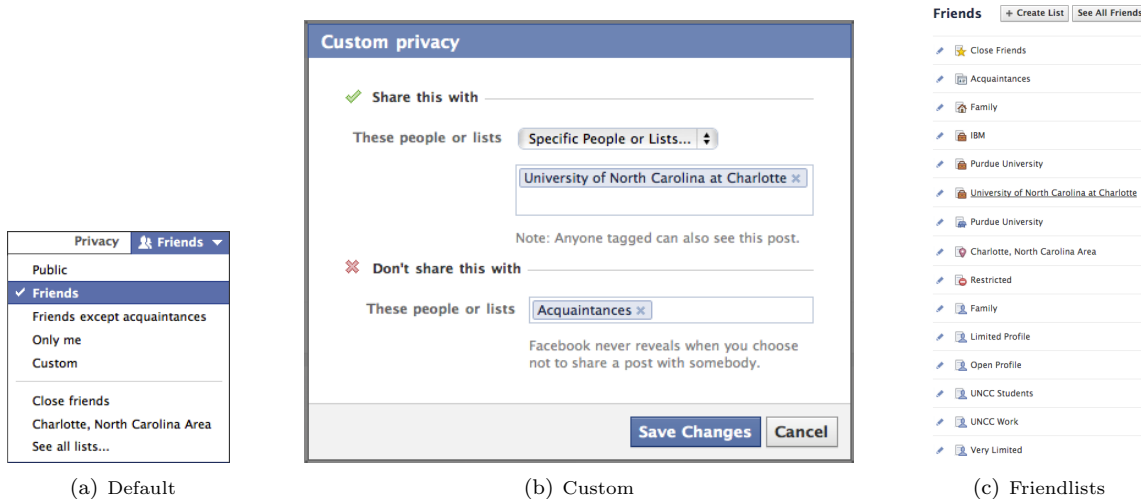 Privacy Friends
Public
Friends
Friends except acquaintances
Only me
Custom
Close friends
Charlotte, North Carolina Area
See all lists...
(a) Default
Custom privacy
Share this with
These people or lists Specific People or Lists...
University of North Carolina at Charlotte ×
Note: Anyone tagged can also see this post.
Don't share this with
These people or lists Acquaintances ×
Facebook never reveals when you choose
not to share a post with somebody.
Save Changes Cancel
(b) Custom
Friends + Create List See All Friends
Close Friends
Acquaintances
Family
IBM
Purdue University
University of North Carolina at Charlotte
Purdue University
Charlotte, North Carolina Area
Restricted
Family
Limited Profile
Open Profile
UNCC Students
UNCC Work
Very Limited
(c) Friendlists